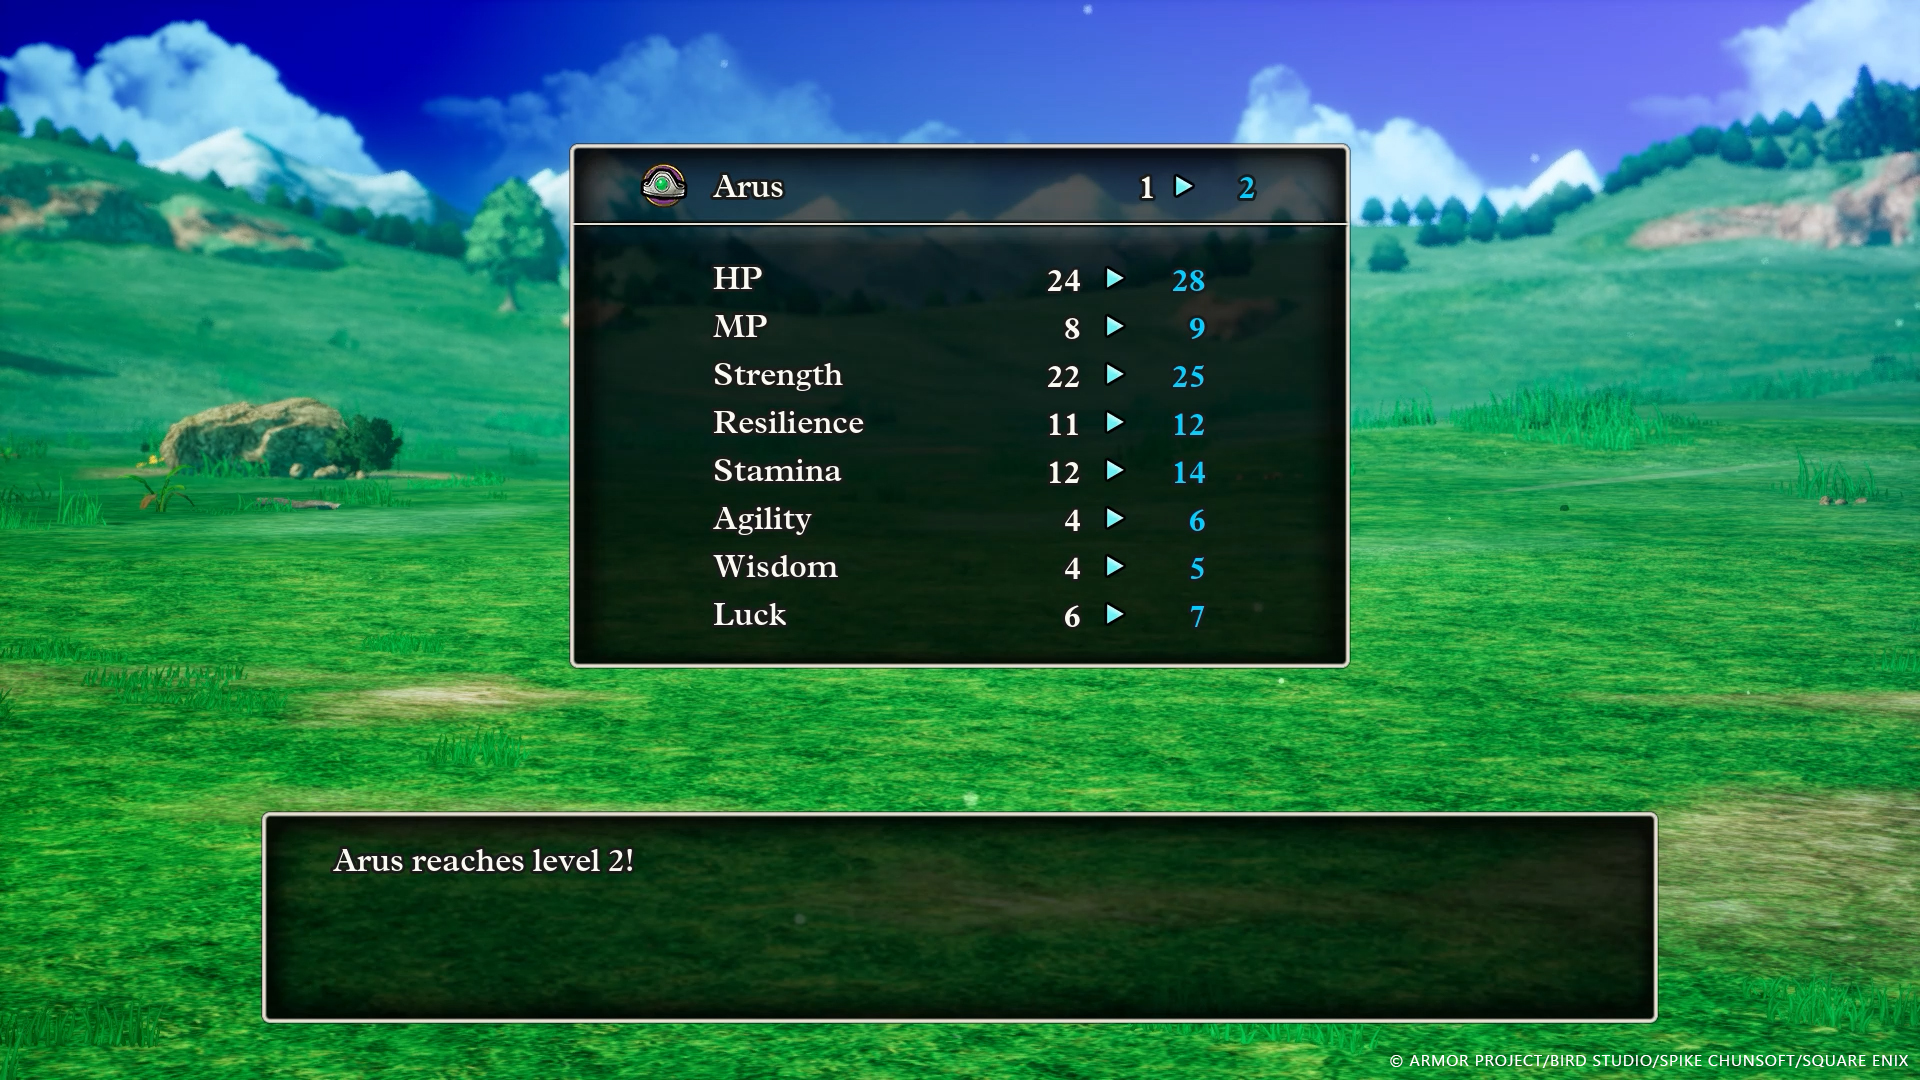 Arus 1 ▶ 2
HP 24 ▶ 28
MP 8 ▶ 9
Strength 22 ▶ 25
Resilience 11 ▶ 12
Stamina 12 ▶ 14
Agility 4 ▶ 6
Wisdom 4 ▶ 5
Luck 6 ▶ 7
Arus reaches level 2!
© ARMOR PROJECT/BIRD STUDIO/SPIKE CHUNSOFT/SQUARE ENIX